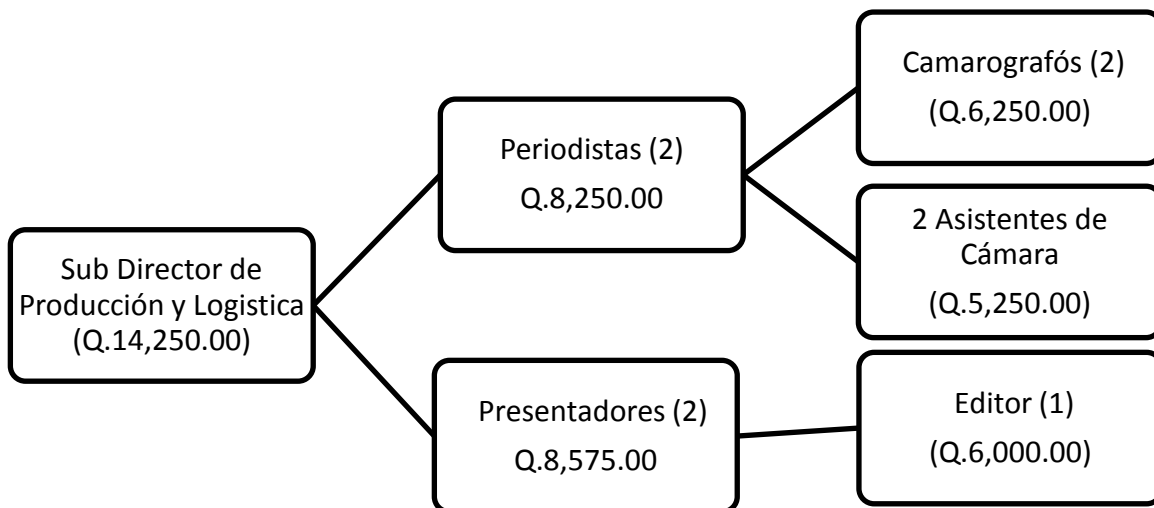 Sub Director de
Producción y Logistica
(Q.14,250.00)
Periodistas (2)
Q.8,250.00
Presentadores (2)
Q.8,575.00
Camarografós (2)
(Q.6,250.00)
2 Asistentes de
Cámara
(Q.5,250.00)
Editor (1)
(Q.6,000.00)